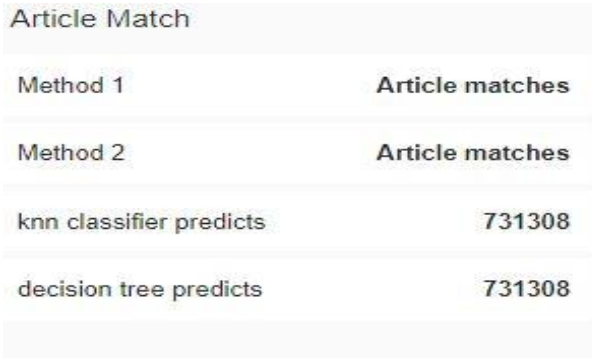 Article Match
Method 1 Article matches
Method 2 Article matches
knn classifier predicts 731308
decision tree predicts 731308